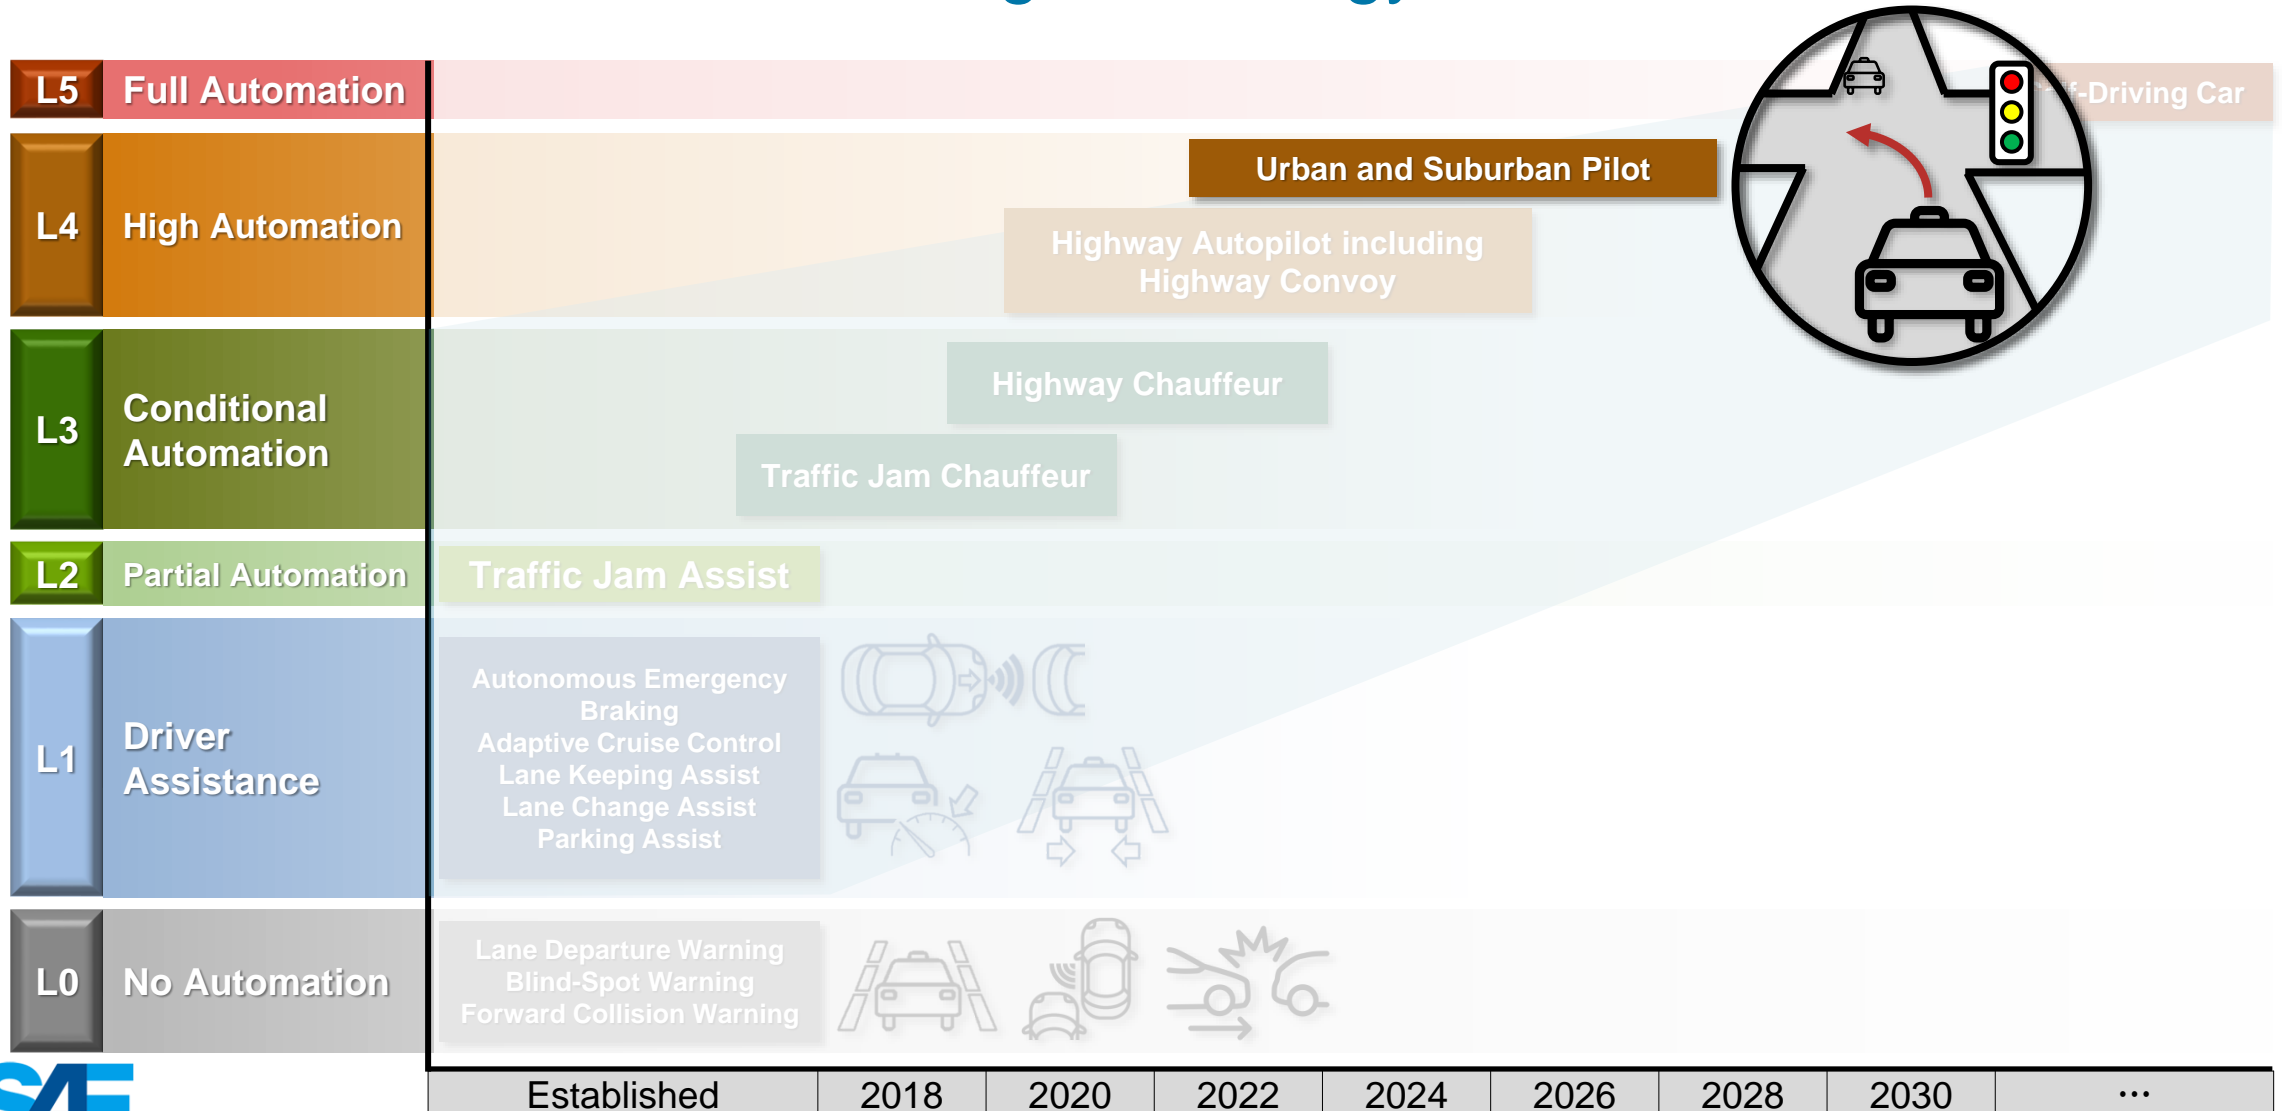 L5 Full Automation
-Driving Car
L4 High Automation
Urban and Suburban Pilot
Highway Autopilot including
Highway Convoy
L3 Conditional
Automation
Highway Chauffeur
Traffic Jam Chauffeur
L2 Partial Automation
Traffic Jam Assist
L1 Driver
Assistance
Autonomous Emergency
Braking
Adaptive Cruise Control
Lane Keeping Assist
Lane Change Assist
Parking Assist
L0 No Automation
Lane Departure Warning
Blind-Spot Warning
Forward Collision Warning
SAE
Established 2018 2020 2022 2024 2026 2028 2030 ...